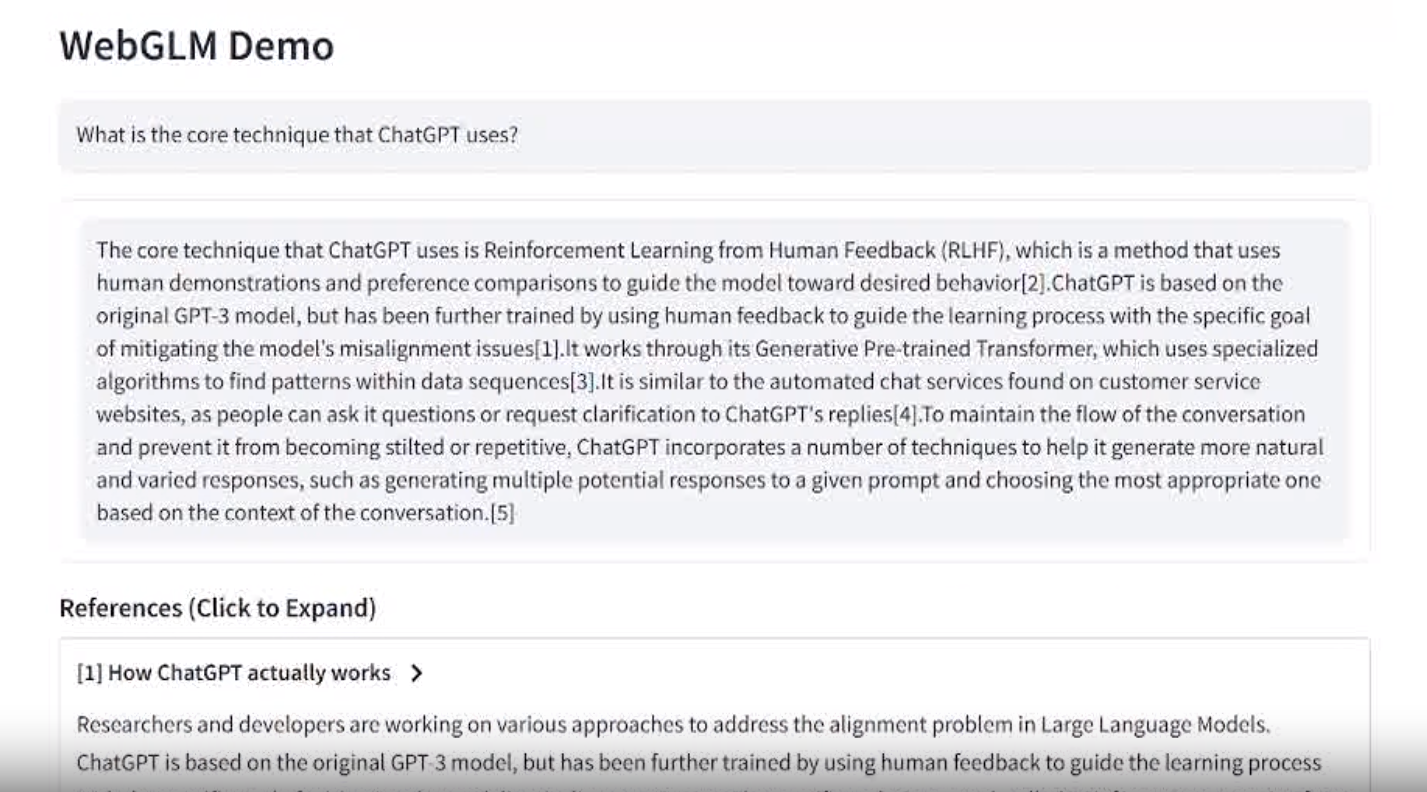 WebGLM Demo
What is the core technique that ChatGPT uses?
The core technique that ChatGPT uses is Reinforcement Learning from Human Feedback (RLHF), which is a method that uses
human demonstrations and preference comparisons to guide the model toward desired behavior[2].ChatGPT is based on the
original GPT-3 model, but has been further trained by using human feedback to guide the learning process with the specific goal
of mitigating the model's misalignment issues[1].It works through its Generative Pre-trained Transformer, which uses specialized
algorithms to find patterns within data sequences[3].It is similar to the automated chat services found on customer service
websites, as people can ask it questions or request clarification to ChatGPT's replies[4].To maintain the flow of the conversation
and prevent it from becoming stilted or repetitive, ChatGPT incorporates a number of techniques to help it generate more natural
and varied responses, such as generating multiple potential responses to a given prompt and choosing the most appropriate one
based on the context of the conversation.[5]
References (Click to Expand)
[1] How ChatGPT actually works
Researchers and developers are working on various approaches to address the alignment problem in Large Language Models.
ChatGPT is based on the original GPT-3 model, but has been further trained by using human feedback to guide the learning process